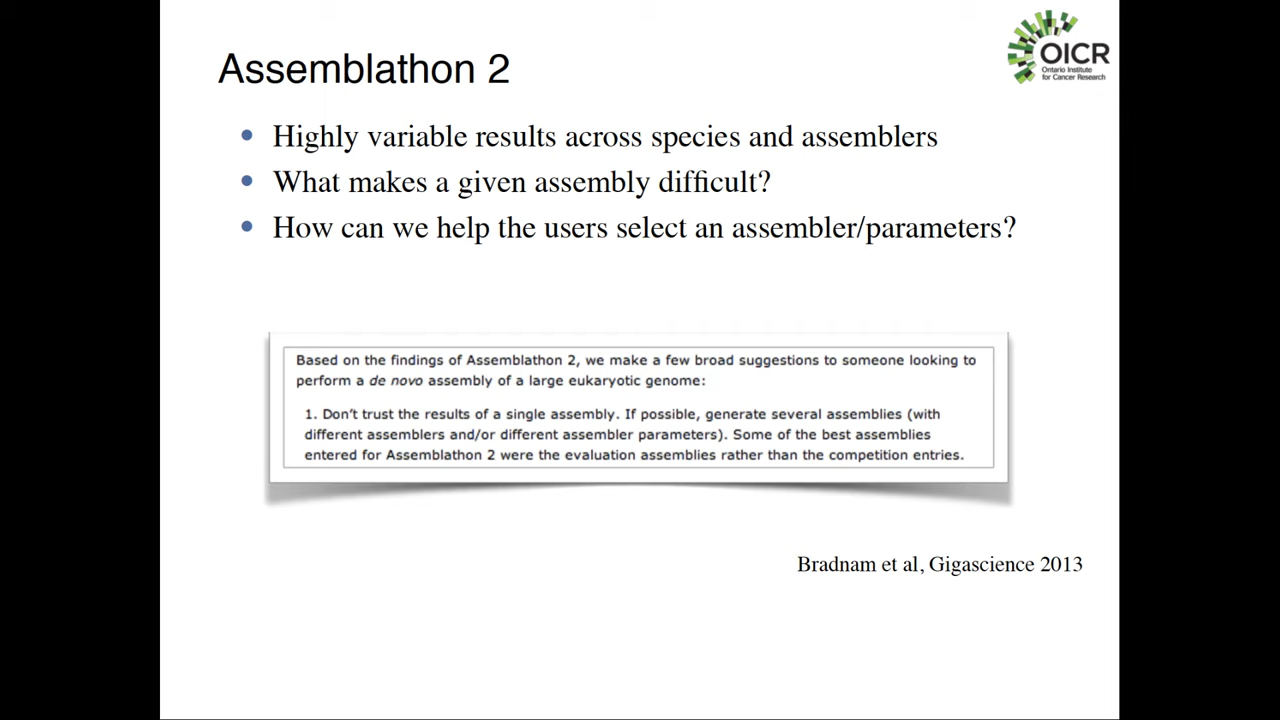 Assemblathon 2
OICR
Ontario Institute
for Cancer Research
• Highly variable results across species and assemblers
• What makes a given assembly difficult?
• How can we help the users select an assembler/parameters?
Based on the findings of Assemblathon 2, we make a few broad suggestions to someone looking to
perform a de novo assembly of a large eukaryotic genome:
1. Don’t trust the results of a single assembly. If possible, generate several assemblies (with
different assemblers and/or different assembler parameters). Some of the best assemblies
entered for Assemblathon 2 were the evaluation assemblies rather than the competition entries.
Bradnam et al, Gigascience 2013